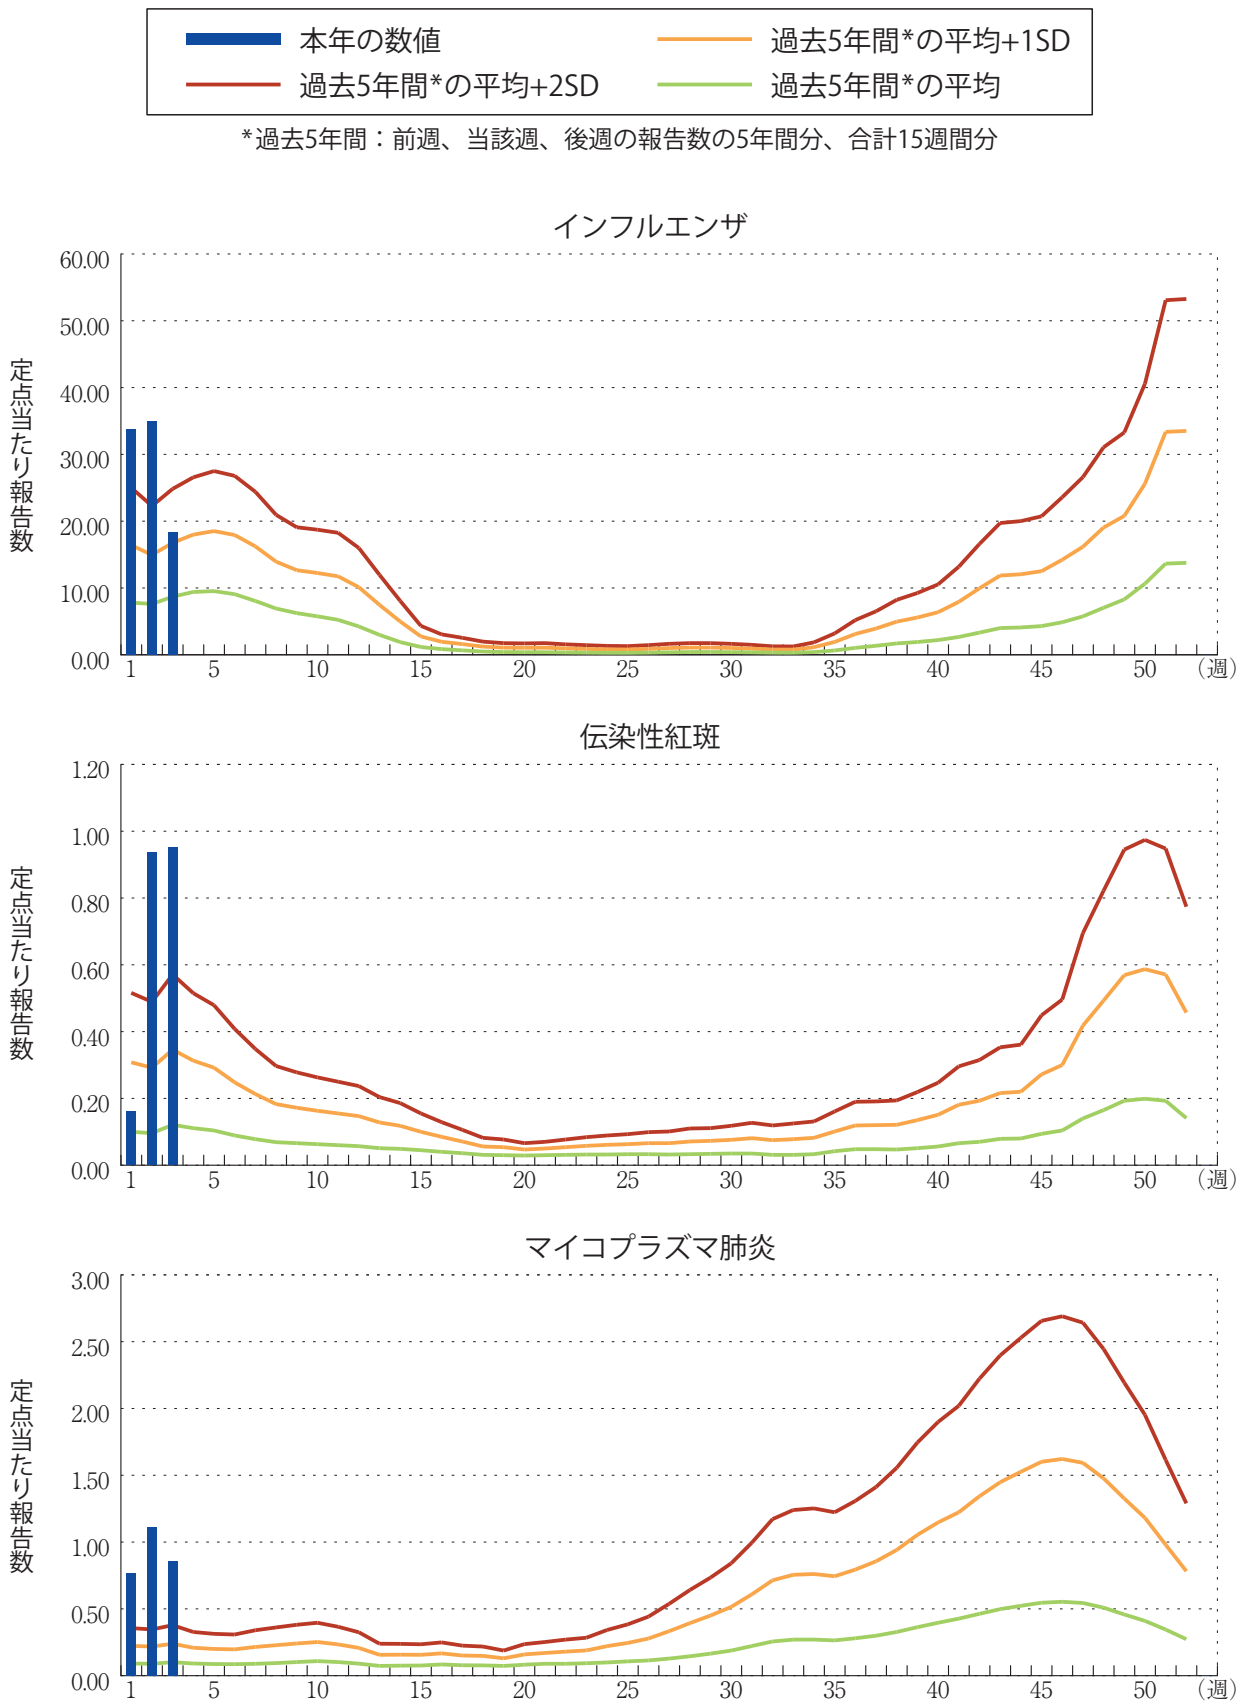 本年の数値
過去5年間*の平均+1SD
過去5年間*の平均+2SD
過去5年間*の平均
*過去5年間：前週、当該週、後週の報告数の5年間分、合計15週間分
インフルエンザ
定点当たり報告数
60.00
50.00
40.00
30.00
20.00
10.00
0.00
1 5 10 15 20 25 30 35 40 45 50 （週）
伝染性紅斑
定点当たり報告数
1.20
1.00
0.80
0.60
0.40
0.20
0.00
1 5 10 15 20 25 30 35 40 45 50 （週）
マイコプラズマ肺炎
定点当たり報告数
3.00
2.50
2.00
1.50
1.00
0.50
0.00
1 5 10 15 20 25 30 35 40 45 50 （週）